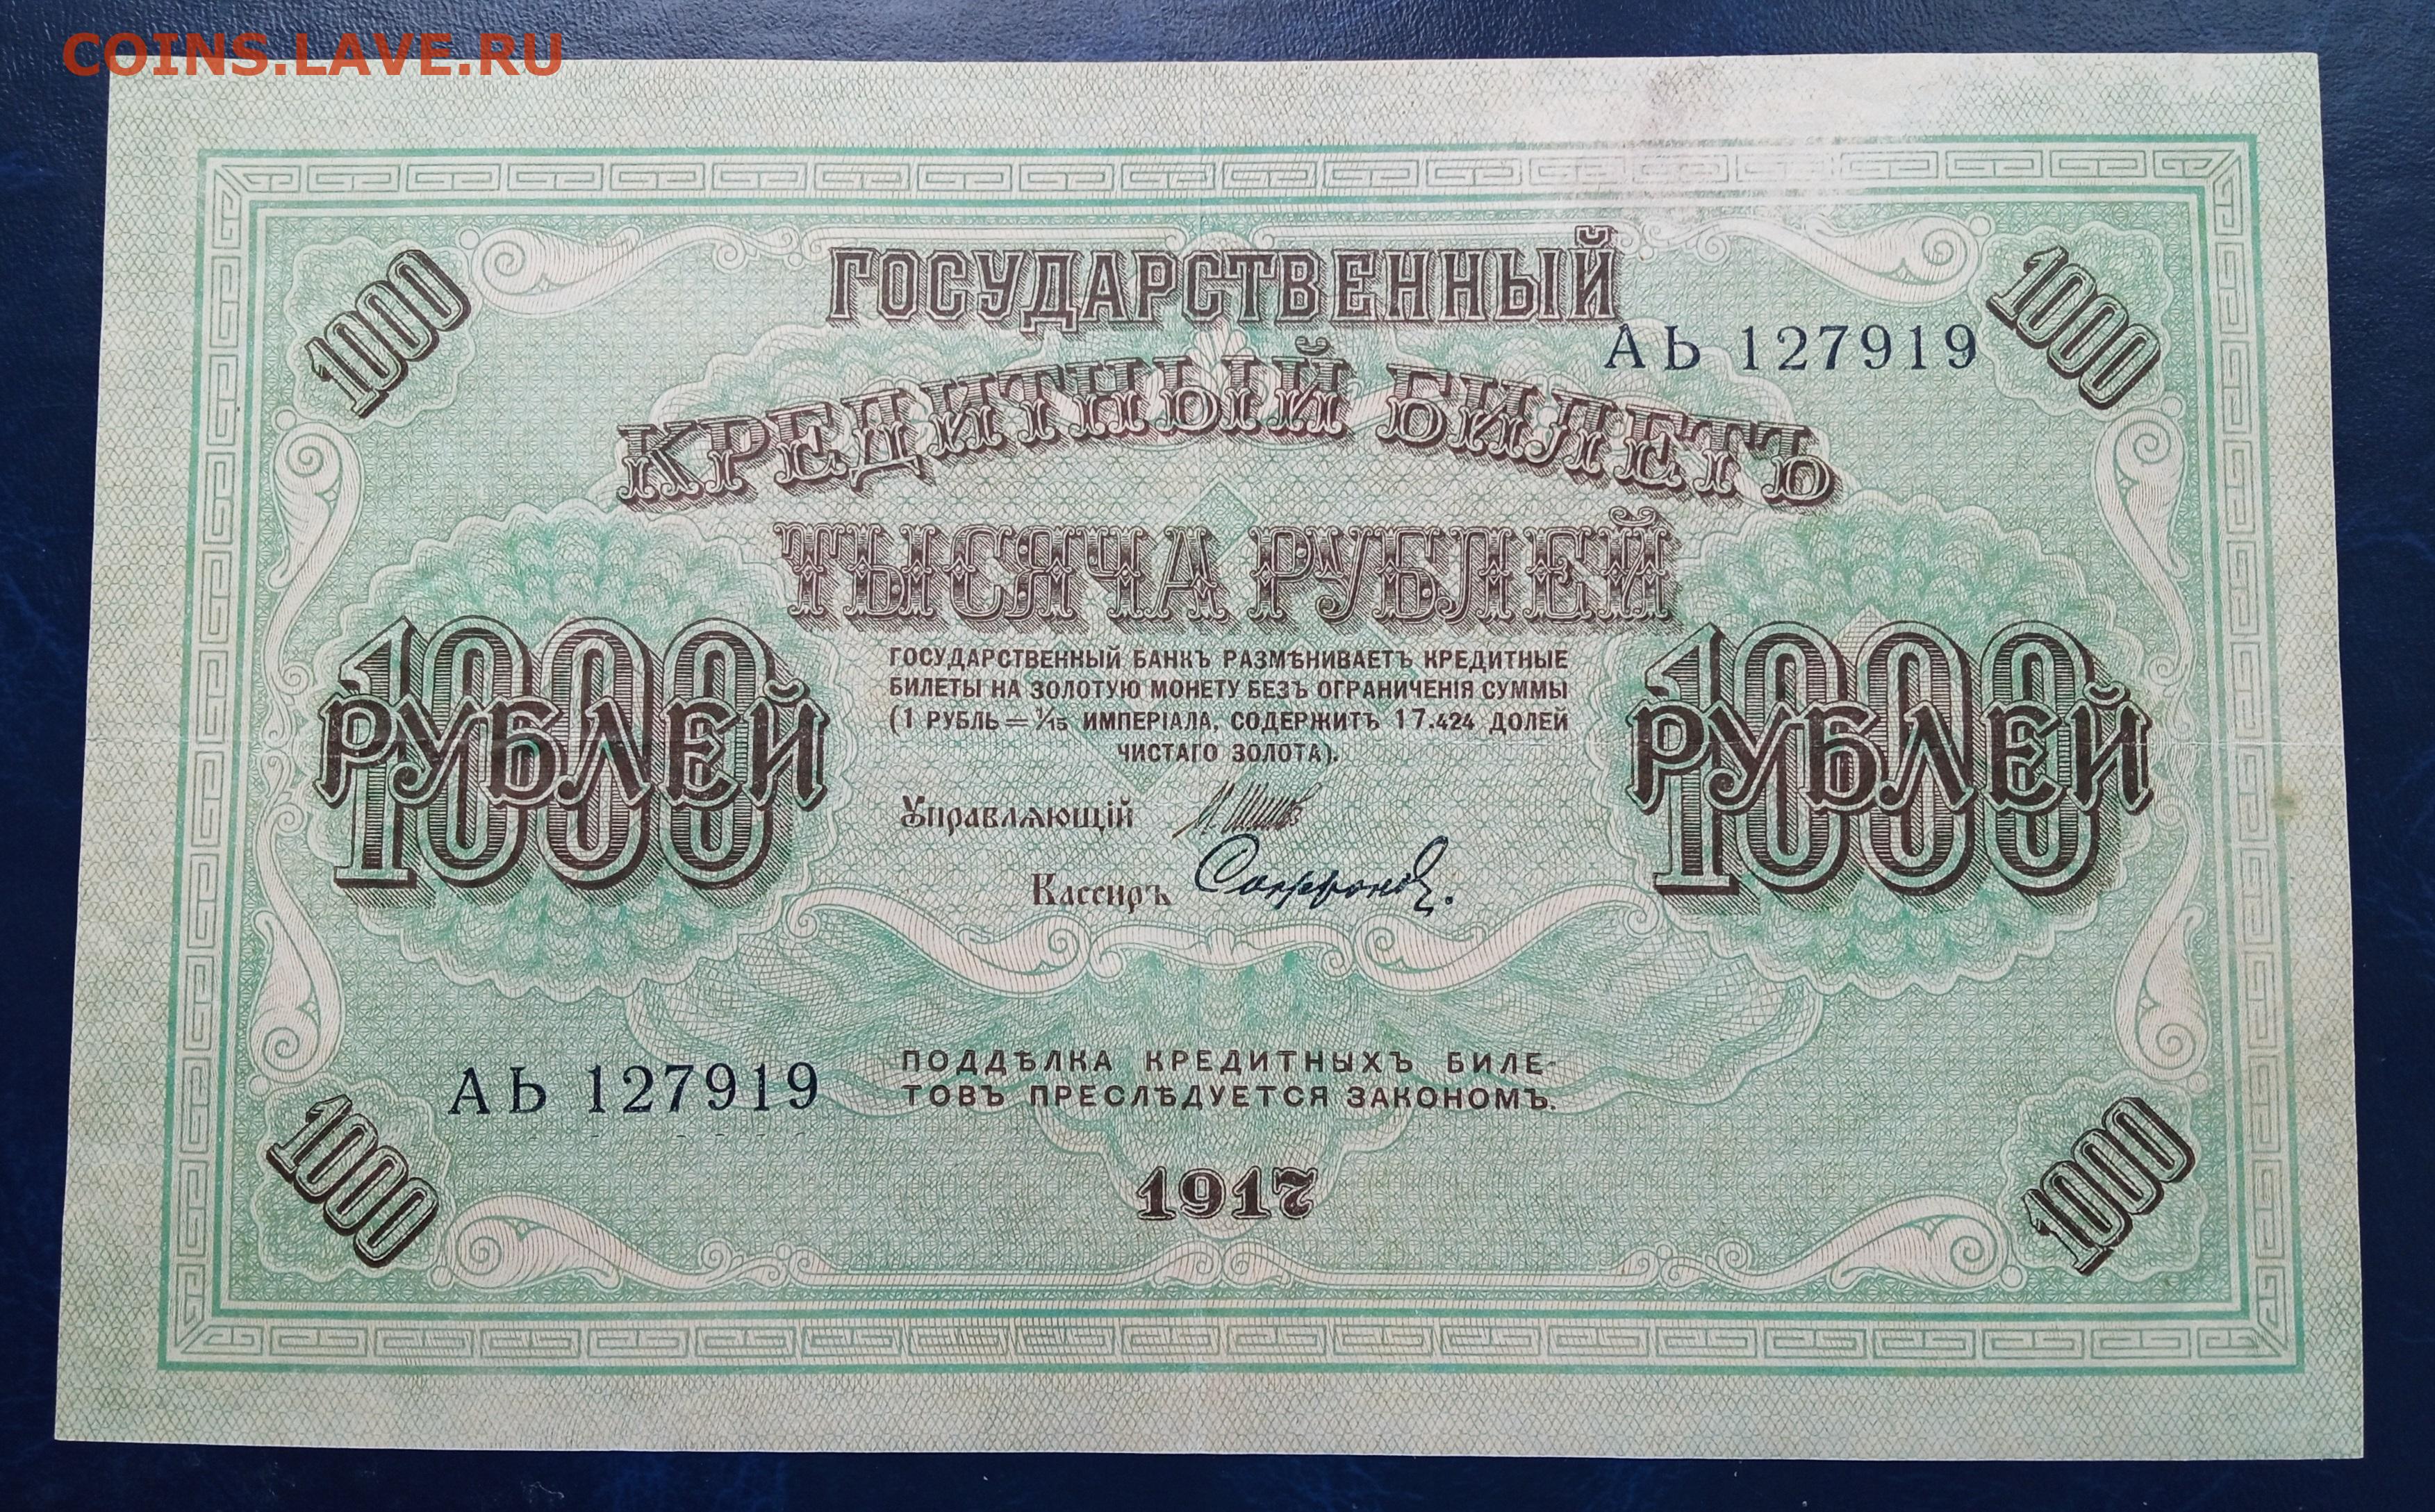 COINS.LAVE.RU
1000
ГОСУДАРСТВЕННЫЙ
1000
АЬ 127919
КРЕДИТНЫЙ БИЛЕТЪ
ТЫСЯЧА РУБЛЕЙ
1000
РУБЛЕЙ
ГОСУДАРСТВЕННЫЙ БАНКЪ РАЗМѢНИВАЕТЪ КРЕДИТНЫЕ
БИЛЕТЫ НА ЗОЛОТУЮ МОНЕТУ БЕЗЪ ОГРАНИЧЕНІЯ СУММЫ
(1 РУБЛЬ = 1/15 ИМПЕРІАЛА, СОДЕРЖИТЪ 17.424 ДОЛЕЙ
ЧИСТАГО ЗОЛОТА).
1000
РУБЛЕЙ
Управляющій
Кассиръ Софронов.
АЬ 127919
ПОДДѢЛКА КРЕДИТНЫХЪ БИЛЕ-
ТОВЪ ПРЕСЛѢДУЕТСЯ ЗАКОНОМЪ.
1000
1917
1000